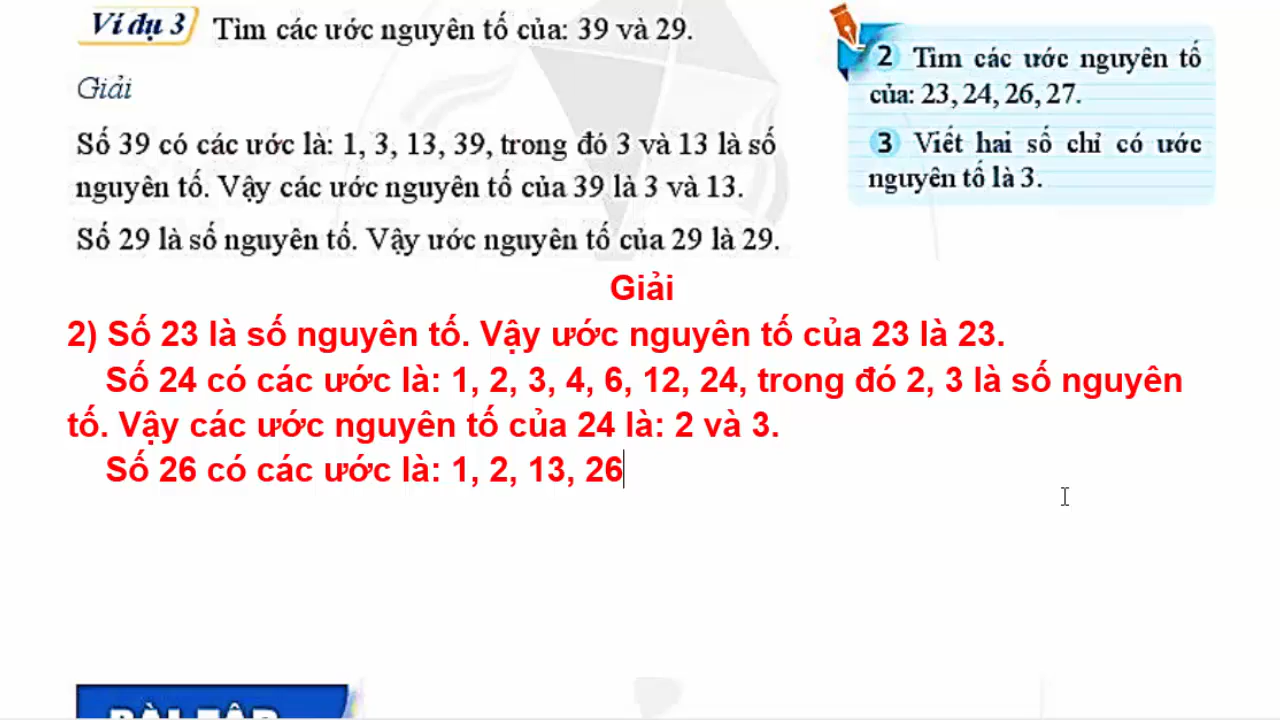 Ví dụ 3 Tìm các ước nguyên tố của: 39 và 29.
Giải
Số 39 có các ước là: 1, 3, 13, 39, trong đó 3 và 13 là số
nguyên tố. Vậy các ước nguyên tố của 39 là 3 và 13.
Số 29 là số nguyên tố. Vậy ước nguyên tố của 29 là 29.
2 Tìm các ước nguyên tố
của: 23, 24, 26, 27.
3 Viết hai số chỉ có ước
nguyên tố là 3.
Giải
2) Số 23 là số nguyên tố. Vậy ước nguyên tố của 23 là 23.
Số 24 có các ước là: 1, 2, 3, 4, 6, 12, 24, trong đó 2, 3 là số nguyên
tố. Vậy các ước nguyên tố của 24 là: 2 và 3.
Số 26 có các ước là: 1, 2, 13, 26
BÀI TẬP